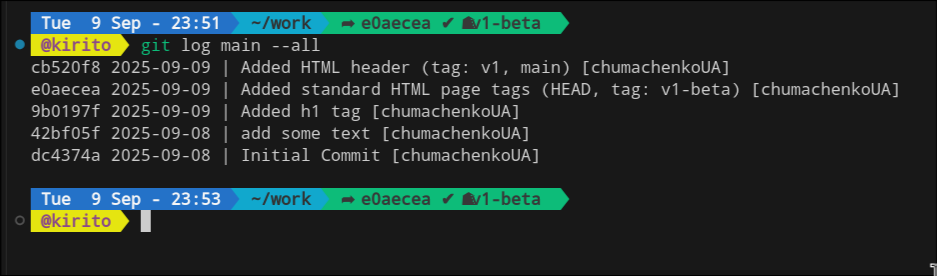 Tue 9 Sep - 23:51 ~/work ➦ e0aecea ✔ ☗v1-beta
@kirito git log main --all
cb520f8 2025-09-09 | Added HTML header (tag: v1, main) [chumachenkoUA]
e0aecea 2025-09-09 | Added standard HTML page tags (HEAD, tag: v1-beta) [chumachenkoUA]
9b0197f 2025-09-09 | Added h1 tag [chumachenkoUA]
42bf05f 2025-09-08 | add some text [chumachenkoUA]
dc4374a 2025-09-08 | Initial Commit [chumachenkoUA]
Tue 9 Sep - 23:53 ~/work ➦ e0aecea ✔ ☗v1-beta
@kirito